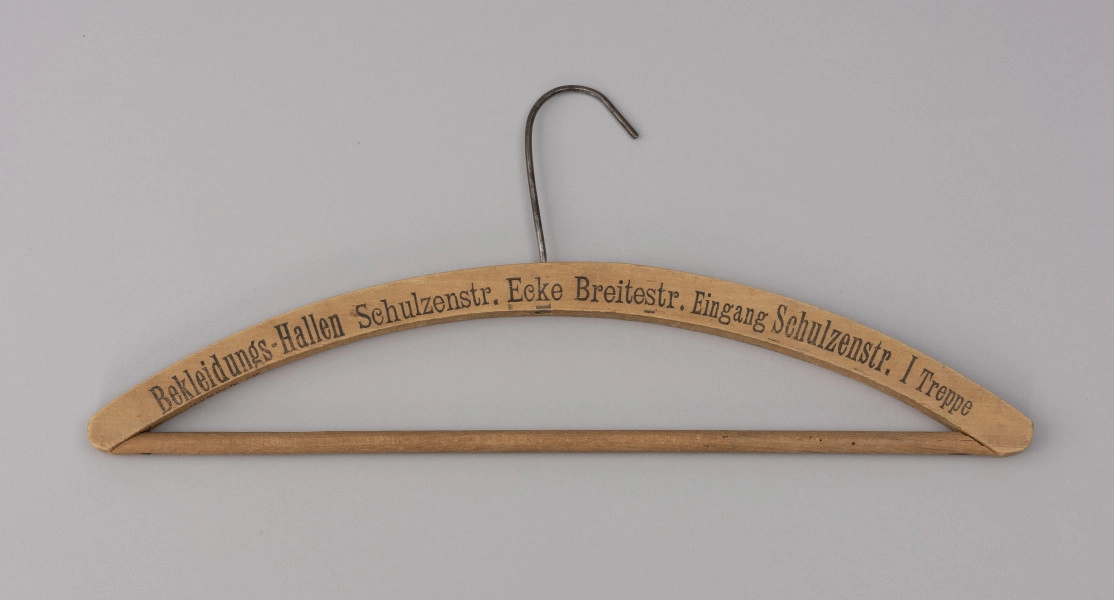 Bekleidungs-Hallen Schulzenstr. Ecke Breitestr. Eingang Schulzenstr. I Treppe